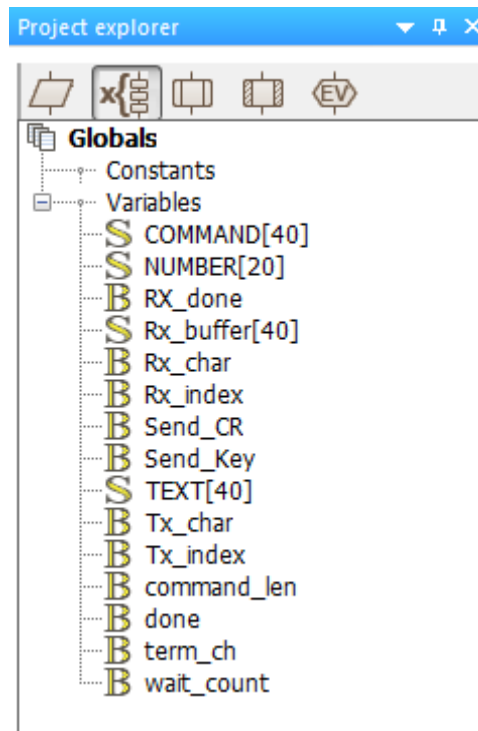 Project explorer
x{ EV
Globals
Constants
Variables
S COMMAND[40]
S NUMBER[20]
B RX_done
S Rx_buffer[40]
B Rx_char
B Rx_index
B Send_CR
B Send_Key
S TEXT[40]
B Tx_char
B Tx_index
B command_len
B done
B term_ch
B wait_count